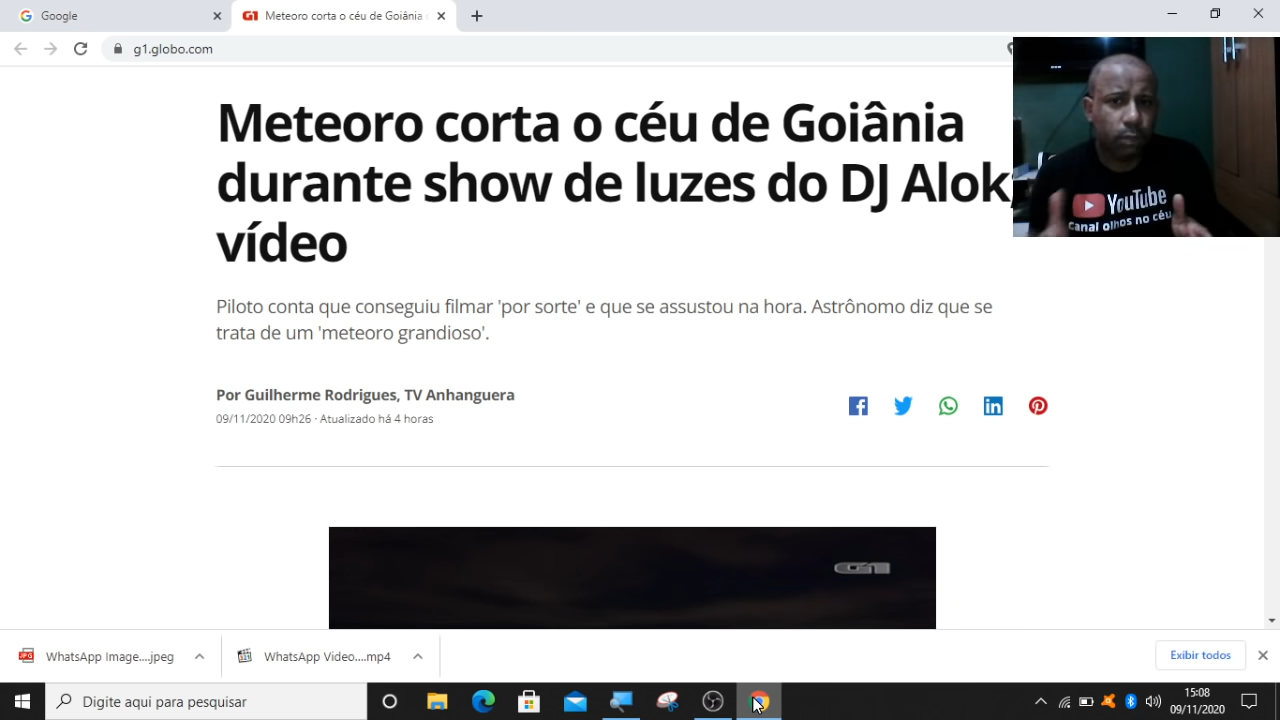 Google
G1 Meteoro corta o céu de Goiânia
g1.globo.com
Meteoro corta o céu de Goiânia
durante show de luzes do DJ Alok;
vídeo
YouTube
Canal olhos no céu
Piloto conta que conseguiu filmar 'por sorte' e que se assustou na hora. Astrônomo diz que se
trata de um 'meteoro grandioso'.
Por Guilherme Rodrigues, TV Anhanguera
09/11/2020 09h26 · Atualizado há 4 horas
G1
WhatsApp Image....jpeg
WhatsApp Video....mp4
Exibir todos
Digite aqui para pesquisar
15:08
09/11/2020